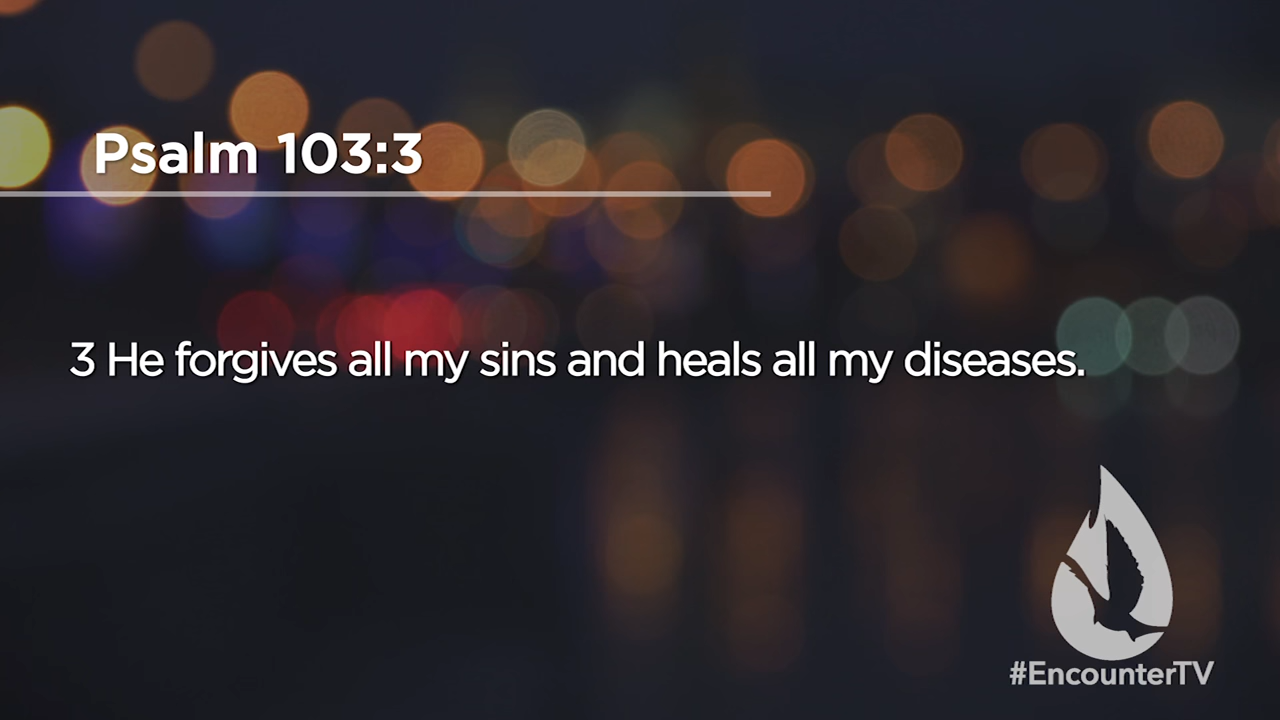 Psalm 103:3
3 He forgives all my sins and heals all my diseases.
#EncounterTV